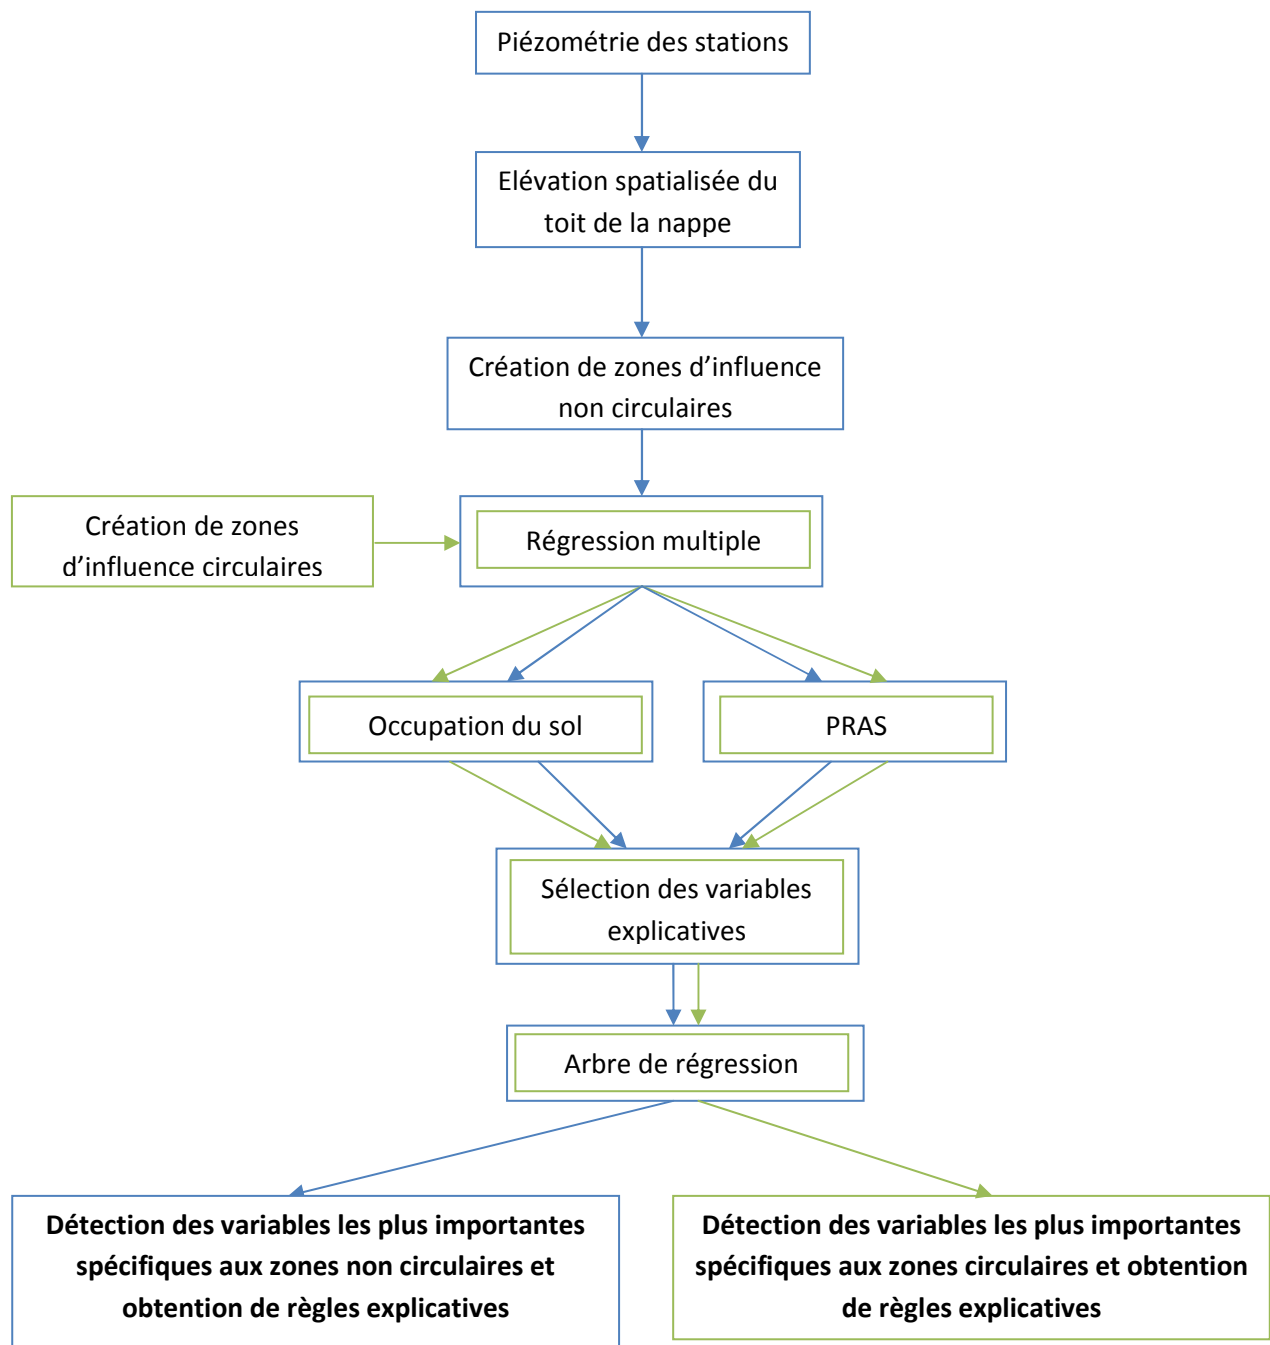 Piézométrie des stations
Elévation spatialisée du
toit de la nappe
Création de zones d’influence
non circulaires
Création de zones
d’influence circulaires
Régression multiple
Occupation du sol
PRAS
Sélection des variables
explicatives
Arbre de régression
Détection des variables les plus importantes
spécifiques aux zones non circulaires et
obtention de règles explicatives
Détection des variables les plus importantes
spécifiques aux zones circulaires et obtention
de règles explicatives